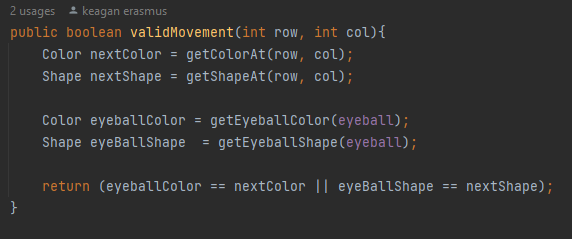 2 usages keagan erasmus
public boolean validMovement(int row, int col){
    Color nextColor = getColorAt(row, col);
    Shape nextShape = getShapeAt(row, col);

    Color eyeballColor = getEyeballColor(eyeball);
    Shape eyeBallShape  = getEyeballShape(eyeball);

    return (eyeballColor == nextColor || eyeBallShape == nextShape);
}